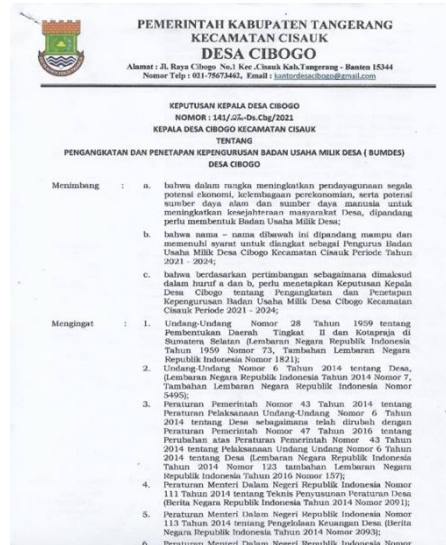 PEMERINTAH KABUPATEN TANGERANG
KECAMATAN CISAUK
DESA CIBOGO
Alamat : Jl. Raya Cibogo No.1 Kec .Cisauk Kab.Tangerang - Banten 15344
Nomor Telp : 021-75673462, Email : kantordesacibogo@gmail.com
KEPUTUSAN KEPALA DESA CIBOGO
NOMOR : 141/ -Ds.Cbg/2021
KEPALA DESA CIBOGO KECAMATAN CISAUK
TENTANG
PENGANGKATAN DAN PENETAPAN KEPENGURUSAN BADAN USAHA MILIK DESA ( BUMDES)
DESA CIBOGO
Menimbang : a. bahwa dalam rangka meningkatkan pendayagunaan segala
potensi ekonomi, kelembagaan perekonomian, serta potensi
sumber daya alam dan sumber daya manusia untuk
meningkatkan kesejahteraan masyarakat Desa, dipandang
perlu membentuk Badan Usaha Milik Desa;
b. bahwa nama – nama dibawah ini dipandang mampu dan
memenuhi syarat untuk diangkat sebagai Pengurus Badan
Usaha Milik Desa Cibogo Kecamatan Cisauk Periode Tahun
2021 - 2024;
c. bahwa berdasarkan pertimbangan sebagaimana dimaksud
dalam huruf a dan b, perlu menetapkan Keputusan Kepala
Desa Cibogo tentang Pengangkatan dan Penetapan
Kepengurusan Badan Usaha Milik Desa Cibogo Kecamatan
Cisauk Periode 2021 - 2024;
Mengingat : 1. Undang-Undang Nomor 28 Tahun 1959 tentang
Pembentukan Daerah Tingkat II dan Kotapraja di
Sumatera Selatan (Lembaran Negara Republik Indonesia
Tahun 1959 Nomor 73, Tambahan Lembaran Negara
Republik Indonesia Nomor 1821);
2. Undang-Undang Nomor 6 Tahun 2014 tentang Desa,
(Lembaran Negara Republik Indonesia Tahun 2014 Nomor 7,
Tambahan Lembaran Negara Republik Indonesia Nomor
5495);
3. Peraturan Pemerintah Nomor 43 Tahun 2014 tentang
Peraturan Pelaksanaan Undang-Undang Nomor 6 Tahun
2014 tentang Desa sebagaimana telah dirubah dengan
Peraturan Pemerintah Nomor 47 Tahun 2016 tentang
Perubahan atas Peraturan Pemerintah Nomor 43 Tahun
2014 tentang Pelaksanaan Undang Undang Nomor 6 Tahun
2014 tentang Desa (Lembaran Negara Republik Indonesia
Tahun 2014 Nomor 123 tambahan Lembaran Negara
Republik Indonesia Tahun 2016 Nomor 157);
4. Peraturan Menteri Dalam Negeri Republik Indonesia Nomor
111 Tahun 2014 tentang Teknis Penyusunan Peraturan Desa
(Berita Negara Republik Indonesia Tahun 2014 Nomor 2091);
5. Peraturan Menteri Dalam Negeri Republik Indonesia Nomor
113 Tahun 2014 tentang Pengelolaan Keuangan Desa (Berita
Negara Republik Indonesia Tahun 2014 Nomor 2093);
6. Peraturan Menteri Dalam Negeri Republik Indonesia Nomor